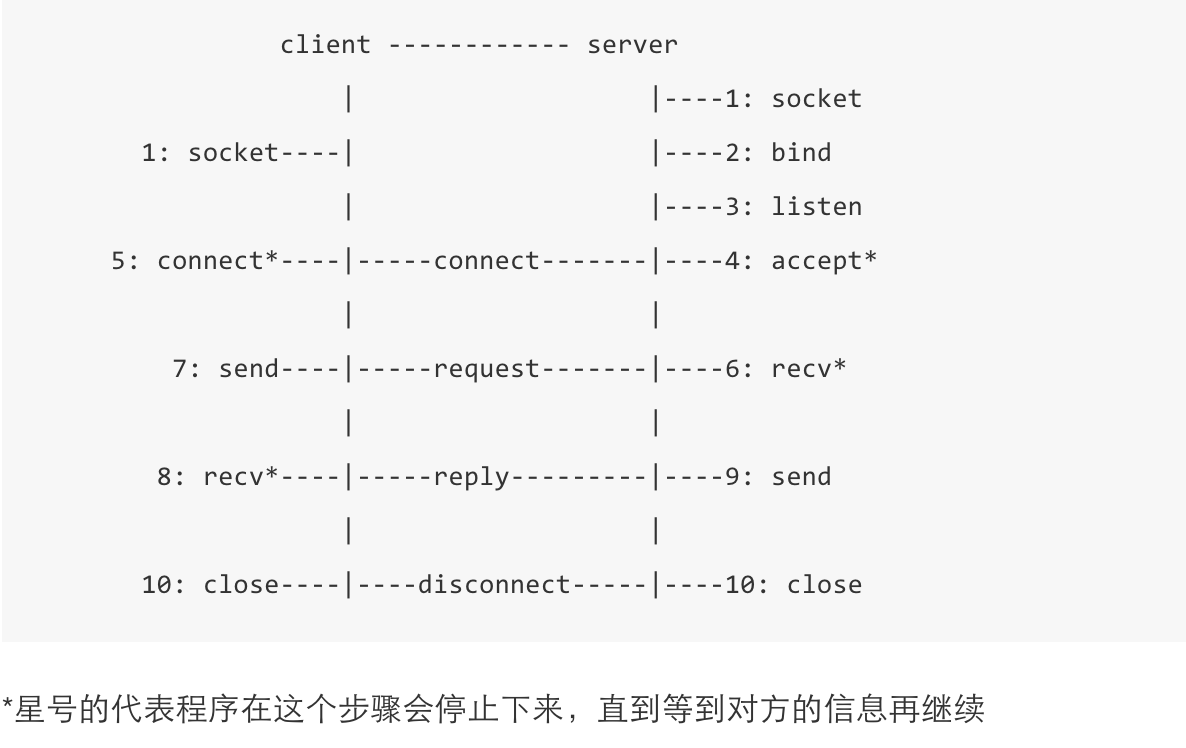 client ------------ server
|                   |----1: socket
1: socket----|                   |----2: bind
|                   |----3: listen
5: connect*----|-----connect-------|----4: accept*
|                   |
7: send----|-----request-------|----6: recv*
|                   |
8: recv*----|-----reply---------|----9: send
|                   |
10: close----|----disconnect-----|----10: close
*星号的代表程序在这个步骤会停止下来，直到等到对方的信息再继续